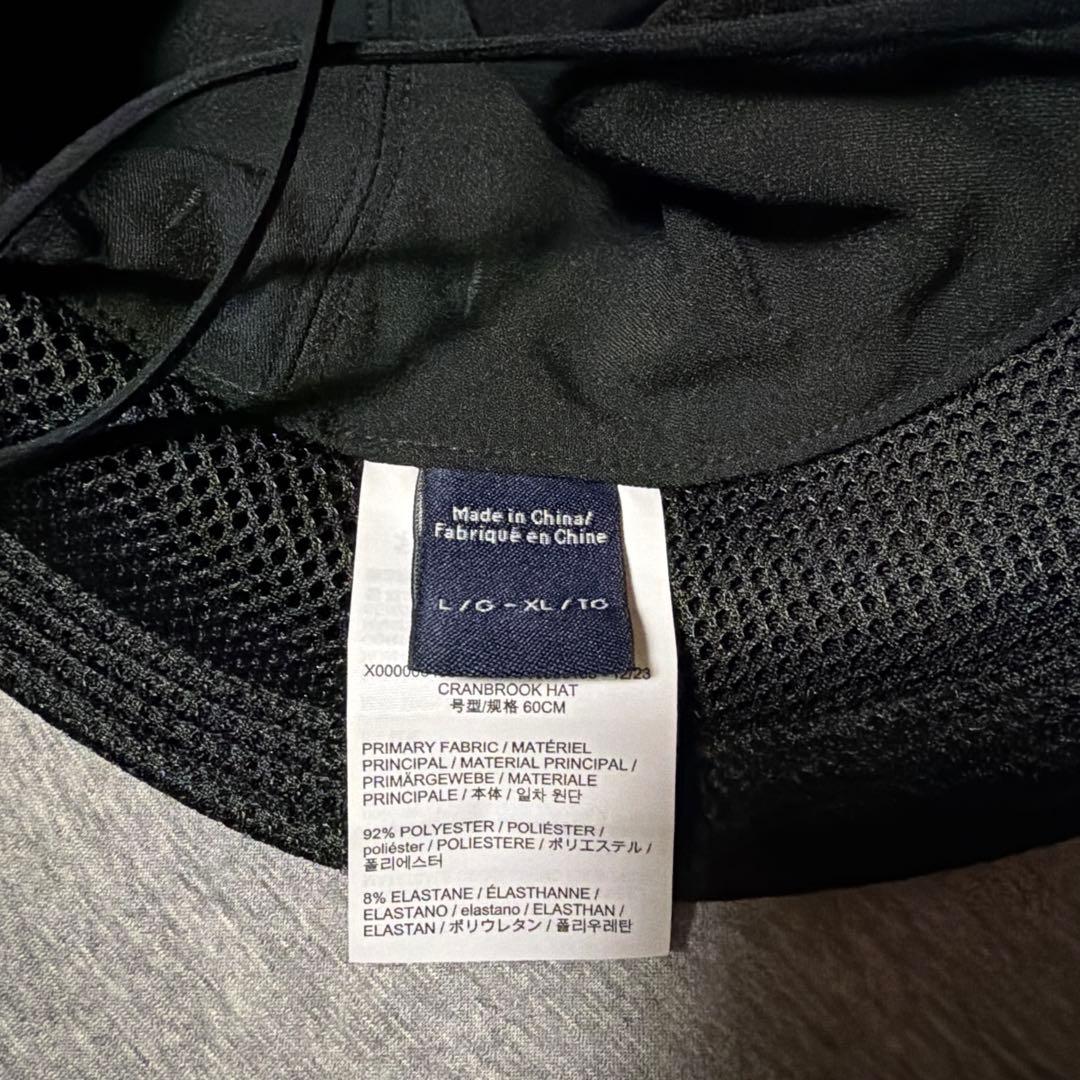 Made in China/
Fabriqué en Chine
L/G - XL/TG
12/23
CRANBROOK HAT
号型/规格 60CM
PRIMARY FABRIC / MATÉRIEL
PRINCIPAL / MATERIAL PRINCIPAL /
PRIMÄRGEWEBE / MATERIALE
PRINCIPALE / 本体 / 일차 원단
92% POLYESTER / POLIÉSTER /
poliéster / POLIESTERE / ポリエステル /
폴리에스터
8% ELASTANE / ÉLASTHANNE /
ELASTANO / elastano / ELASTHAN /
ELASTAN / ポリウレタン / 폴리우레탄